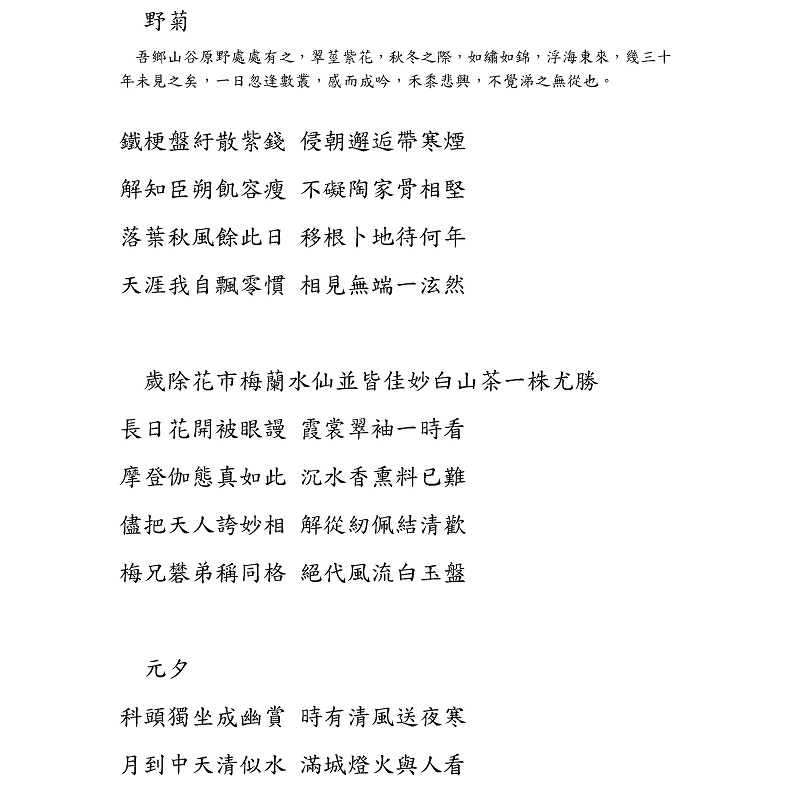 野菊
吾鄉山谷原野處處有之，翠莖紫花，秋冬之際，如繡如錦，浮海東來，幾三十
年未見之矣，一日忽逢數叢，感而成吟，禾黍悲興，不覺涕之無從也。
鐵梗盤紆散紫錢 侵朝邂逅帶寒煙
解知臣朔飢容瘦 不礙陶家骨相堅
落葉秋風餘此日 移根卜地待何年
天涯我自飄零慣 相見無端一泫然
歲除花市梅蘭水仙並皆佳妙白山茶一株尤勝
長日花開被眼謾 霞裳翠袖一時看
摩登伽態真如此 沉水香熏料已難
儘把天人誇妙相 解從紉佩結清歡
梅兄礬弟稱同格 絕代風流白玉盤
元夕
科頭獨坐成幽賞 時有清風送夜寒
月到中天清似水 滿城燈火與人看